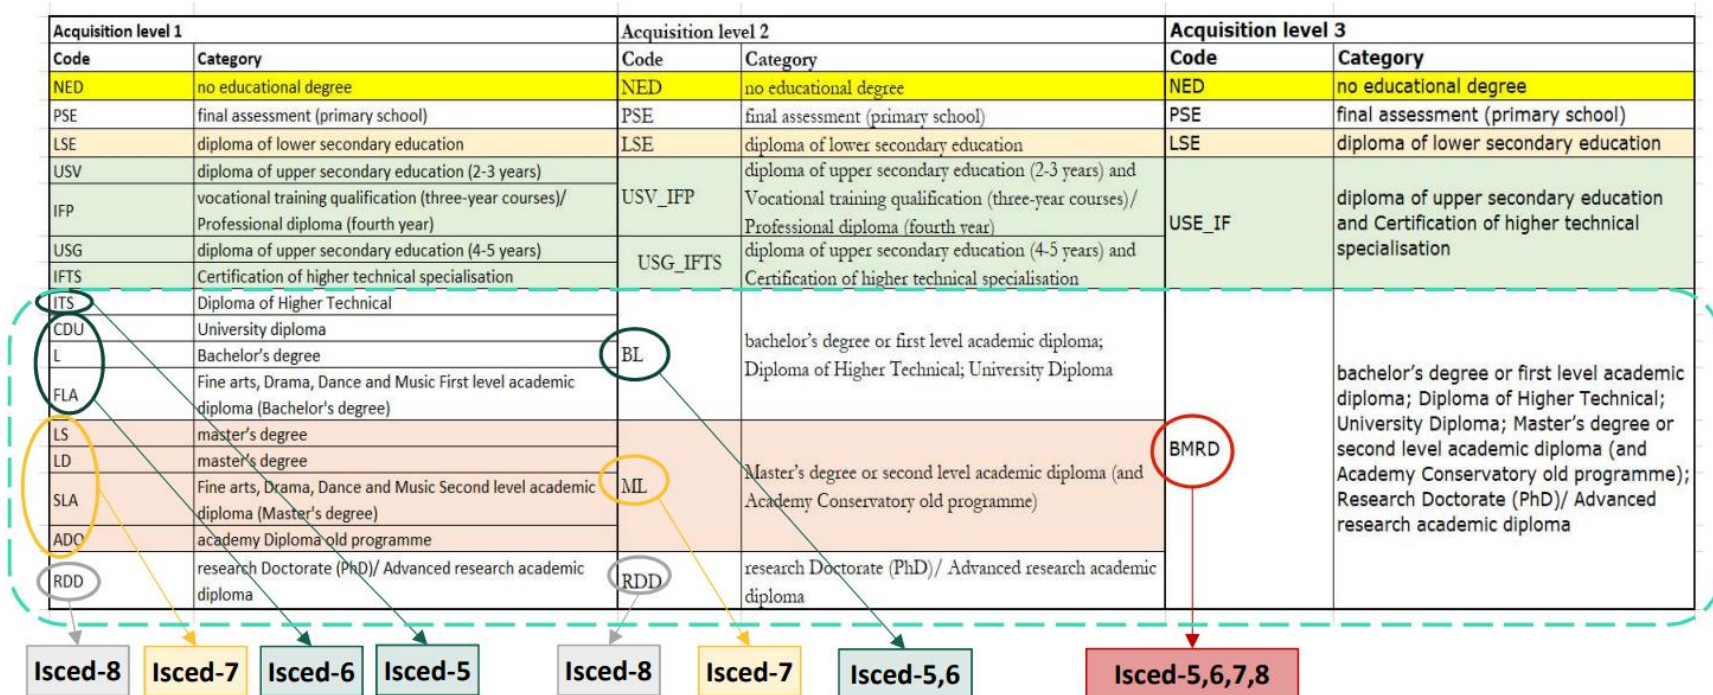 Acquisition level 1 Acquisition level 2 Acquisition level 3
Code Category Code Category Code Category
NED no educational degree NED no educational degree NED no educational degree
PSE final assessment (primary school) PSE final assessment (primary school) PSE final assessment (primary school)
LSE diploma of lower secondary education LSE diploma of lower secondary education LSE diploma of lower secondary education
USV diploma of upper secondary education (2-3 years)
IFP vocational training qualification (three-year courses)/
Professional diploma (fourth year)
USG diploma of upper secondary education (4-5 years)
IFTS Certification of higher technical specialisation
USV_IFP diploma of upper secondary education (2-3 years) and
Vocational training qualification (three-year courses)/
Professional diploma (fourth year)
USG_IFTS diploma of upper secondary education (4-5 years) and
Certification of higher technical specialisation
USE_IF diploma of upper secondary education
and Certification of higher technical
specialisation
ITS Diploma of Higher Technical
CDU University diploma
L Bachelor's degree
FLA Fine arts, Drama, Dance and Music First level academic
diploma (Bachelor's degree)
LS master's degree
LD master's degree
SLA Fine arts, Drama, Dance and Music Second level academic
diploma (Master's degree)
ADO academy Diploma old programme
RDD research Doctorate (PhD)/ Advanced research academic
diploma
BL bachelor's degree or first level academic diploma;
Diploma of Higher Technical; University Diploma
ML Master's degree or second level academic diploma (and
Academy Conservatory old programme)
RDD research Doctorate (PhD)/ Advanced research academic
diploma
BMRD bachelor's degree or first level academic
diploma; Diploma of Higher Technical;
University Diploma; Master's degree or
second level academic diploma (and
Academy Conservatory old programme);
Research Doctorate (PhD)/ Advanced
research academic diploma
Isced-8 Isced-7 Isced-6 Isced-5 Isced-8 Isced-7 Isced-5,6 Isced-5,6,7,8